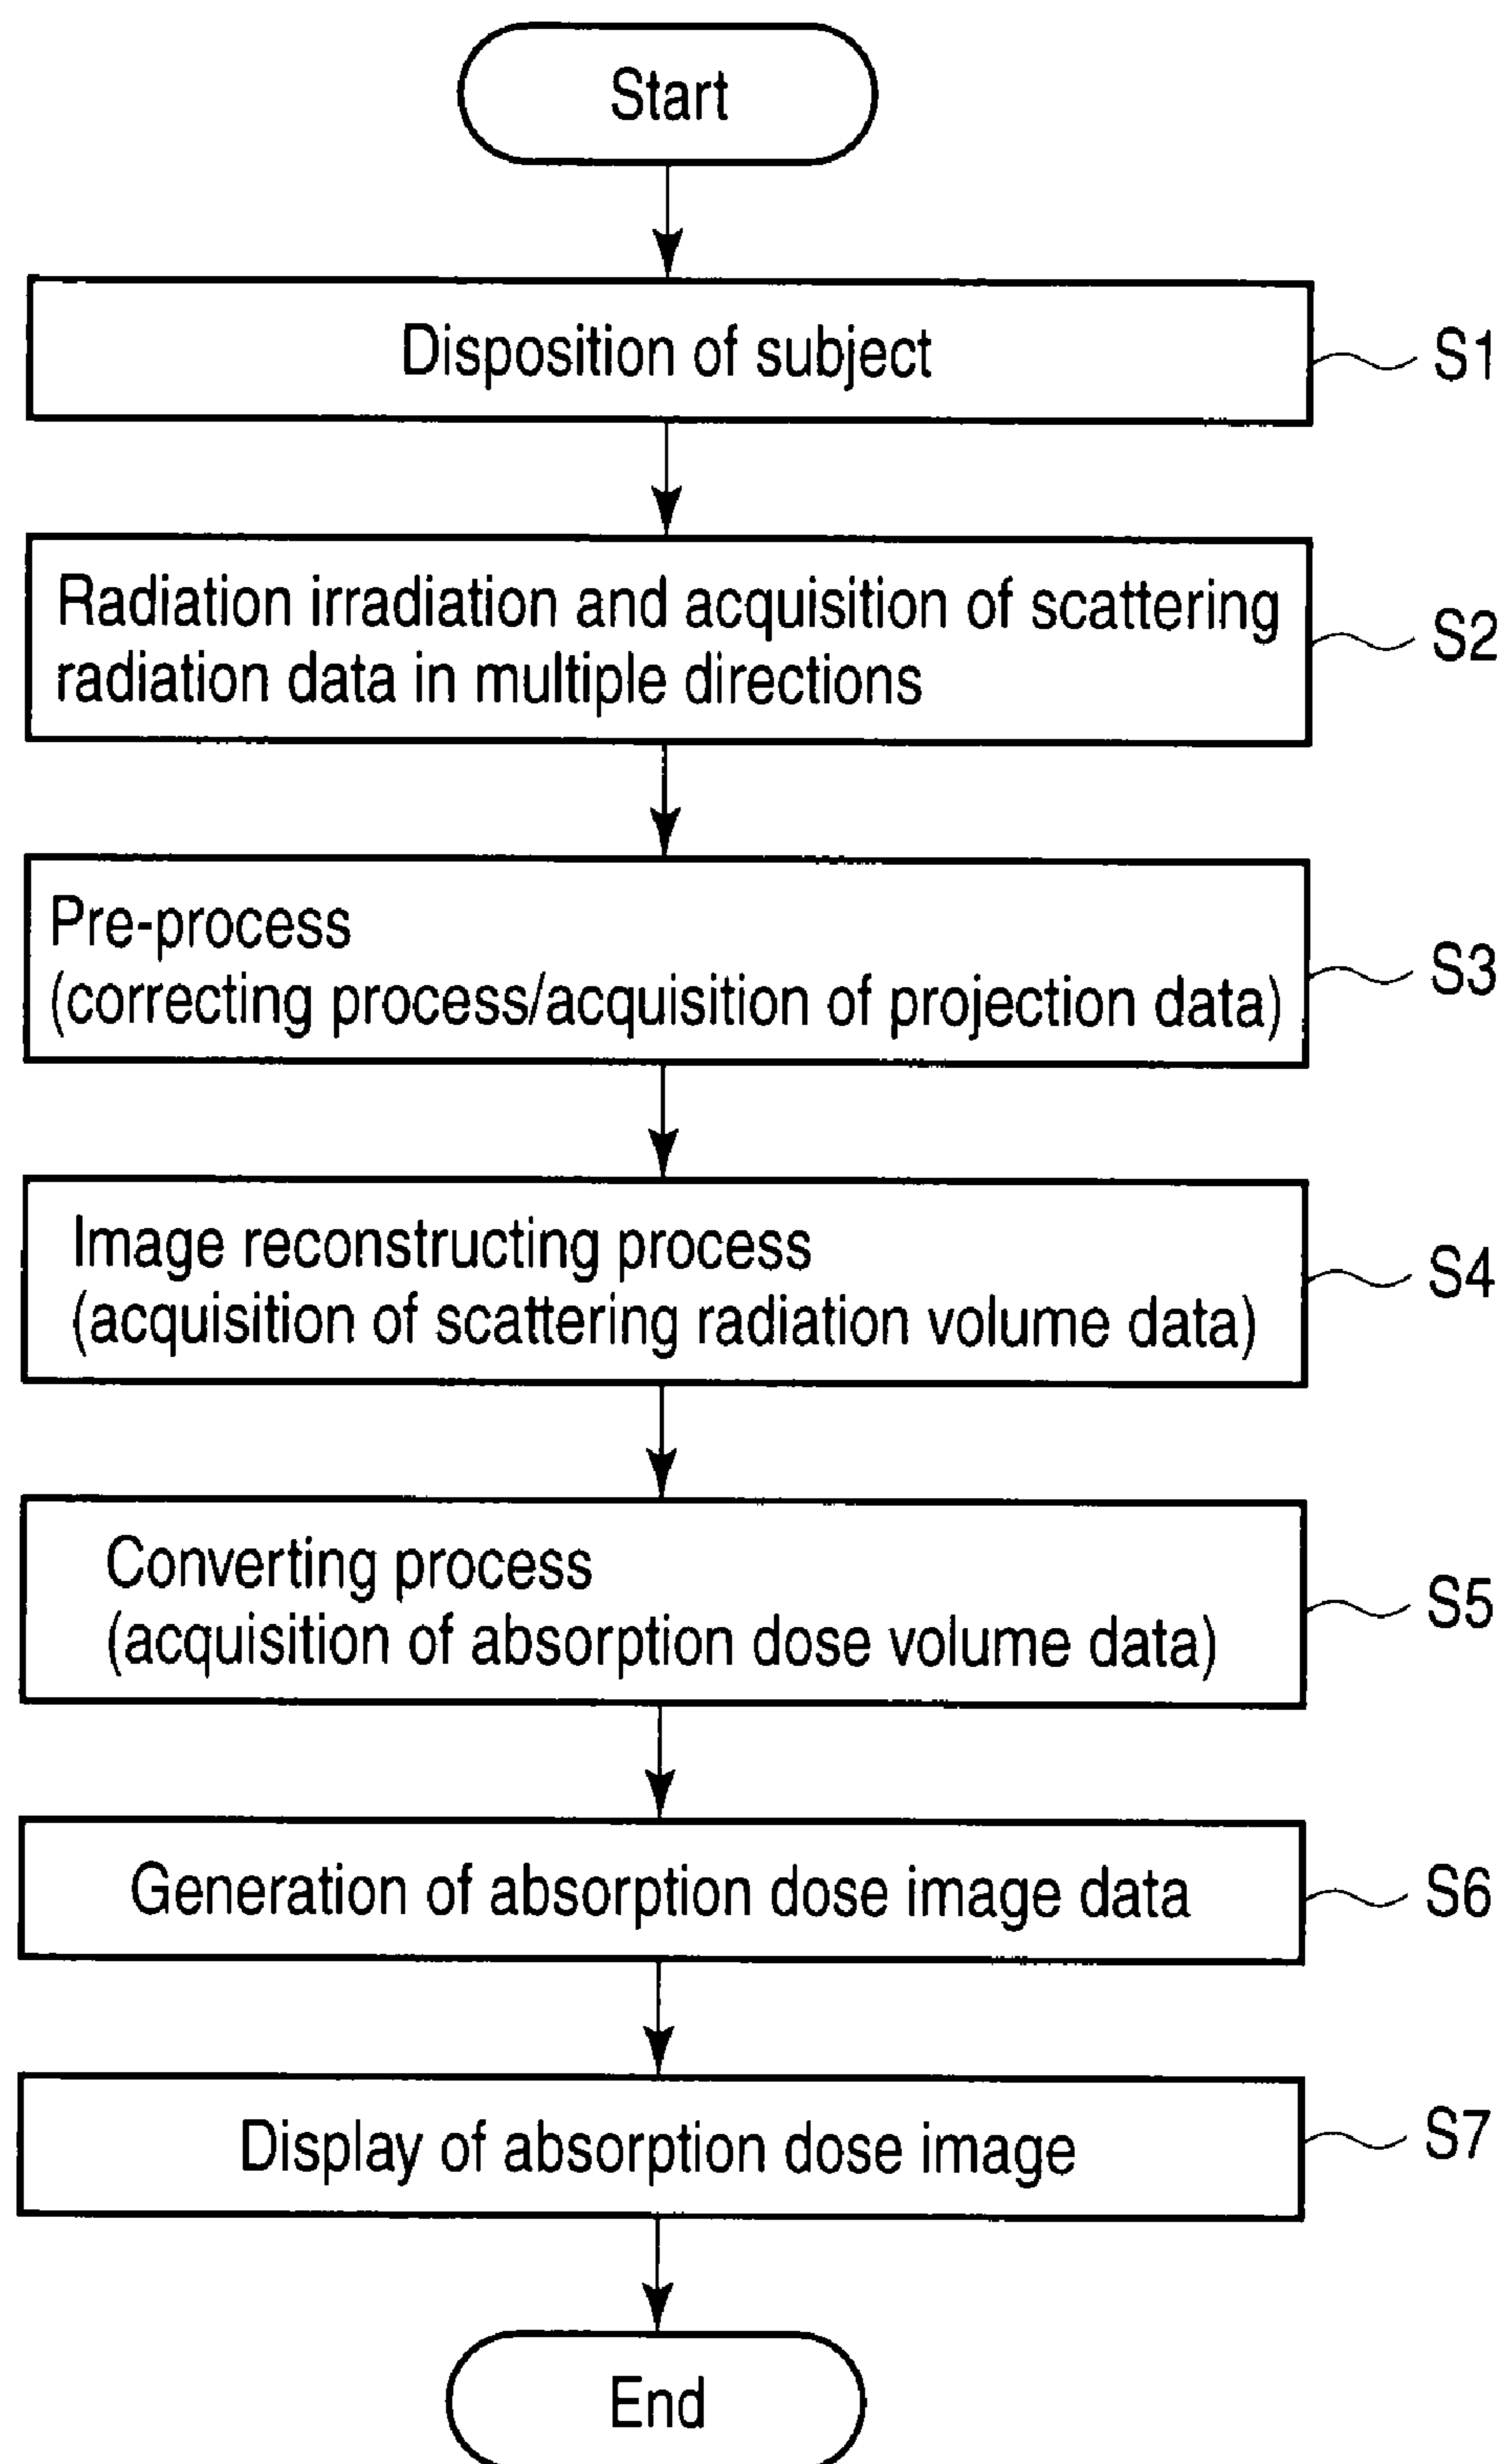 Start
Disposition of subject
S1
Radiation irradiation and acquisition of scattering
radiation data in multiple directions
S2
Pre-process
(correcting process/acquisition of projection data)
S3
Image reconstructing process
(acquisition of scattering radiation volume data)
S4
Converting process
(acquisition of absorption dose volume data)
S5
Generation of absorption dose image data
S6
Display of absorption dose image
S7
End